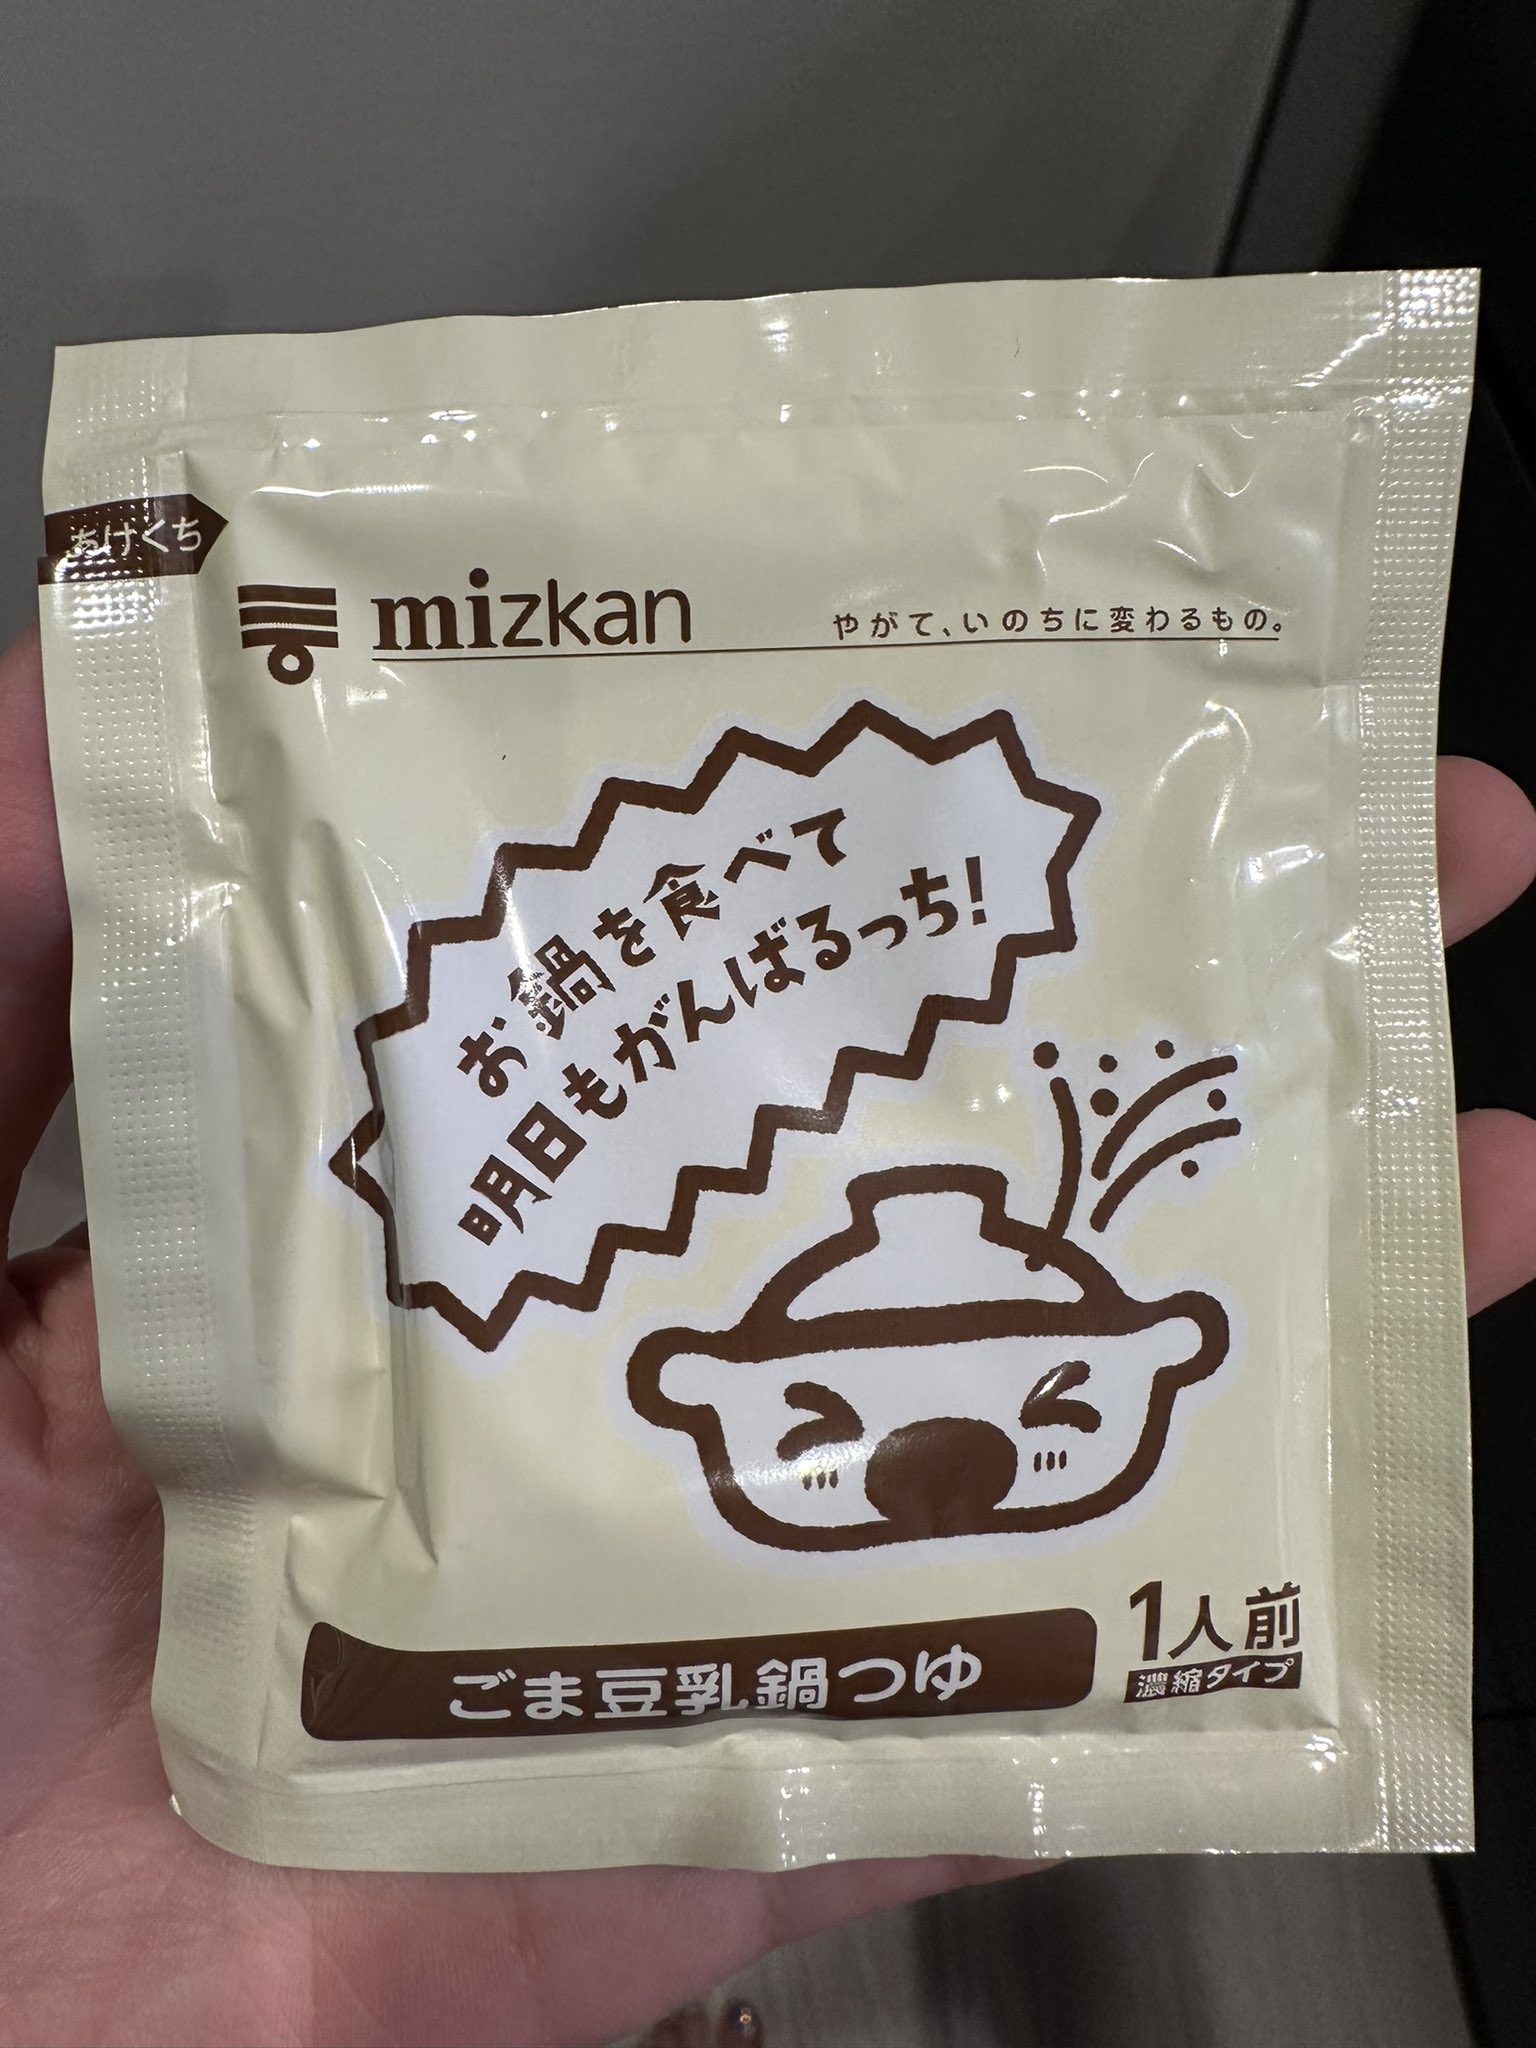 あけくち
mizkan
やがて、いのちに変わるもの。
お鍋を食べて
明日もがんばるっち!
1人前
濃縮タイプ
ごま豆乳鍋つゆ